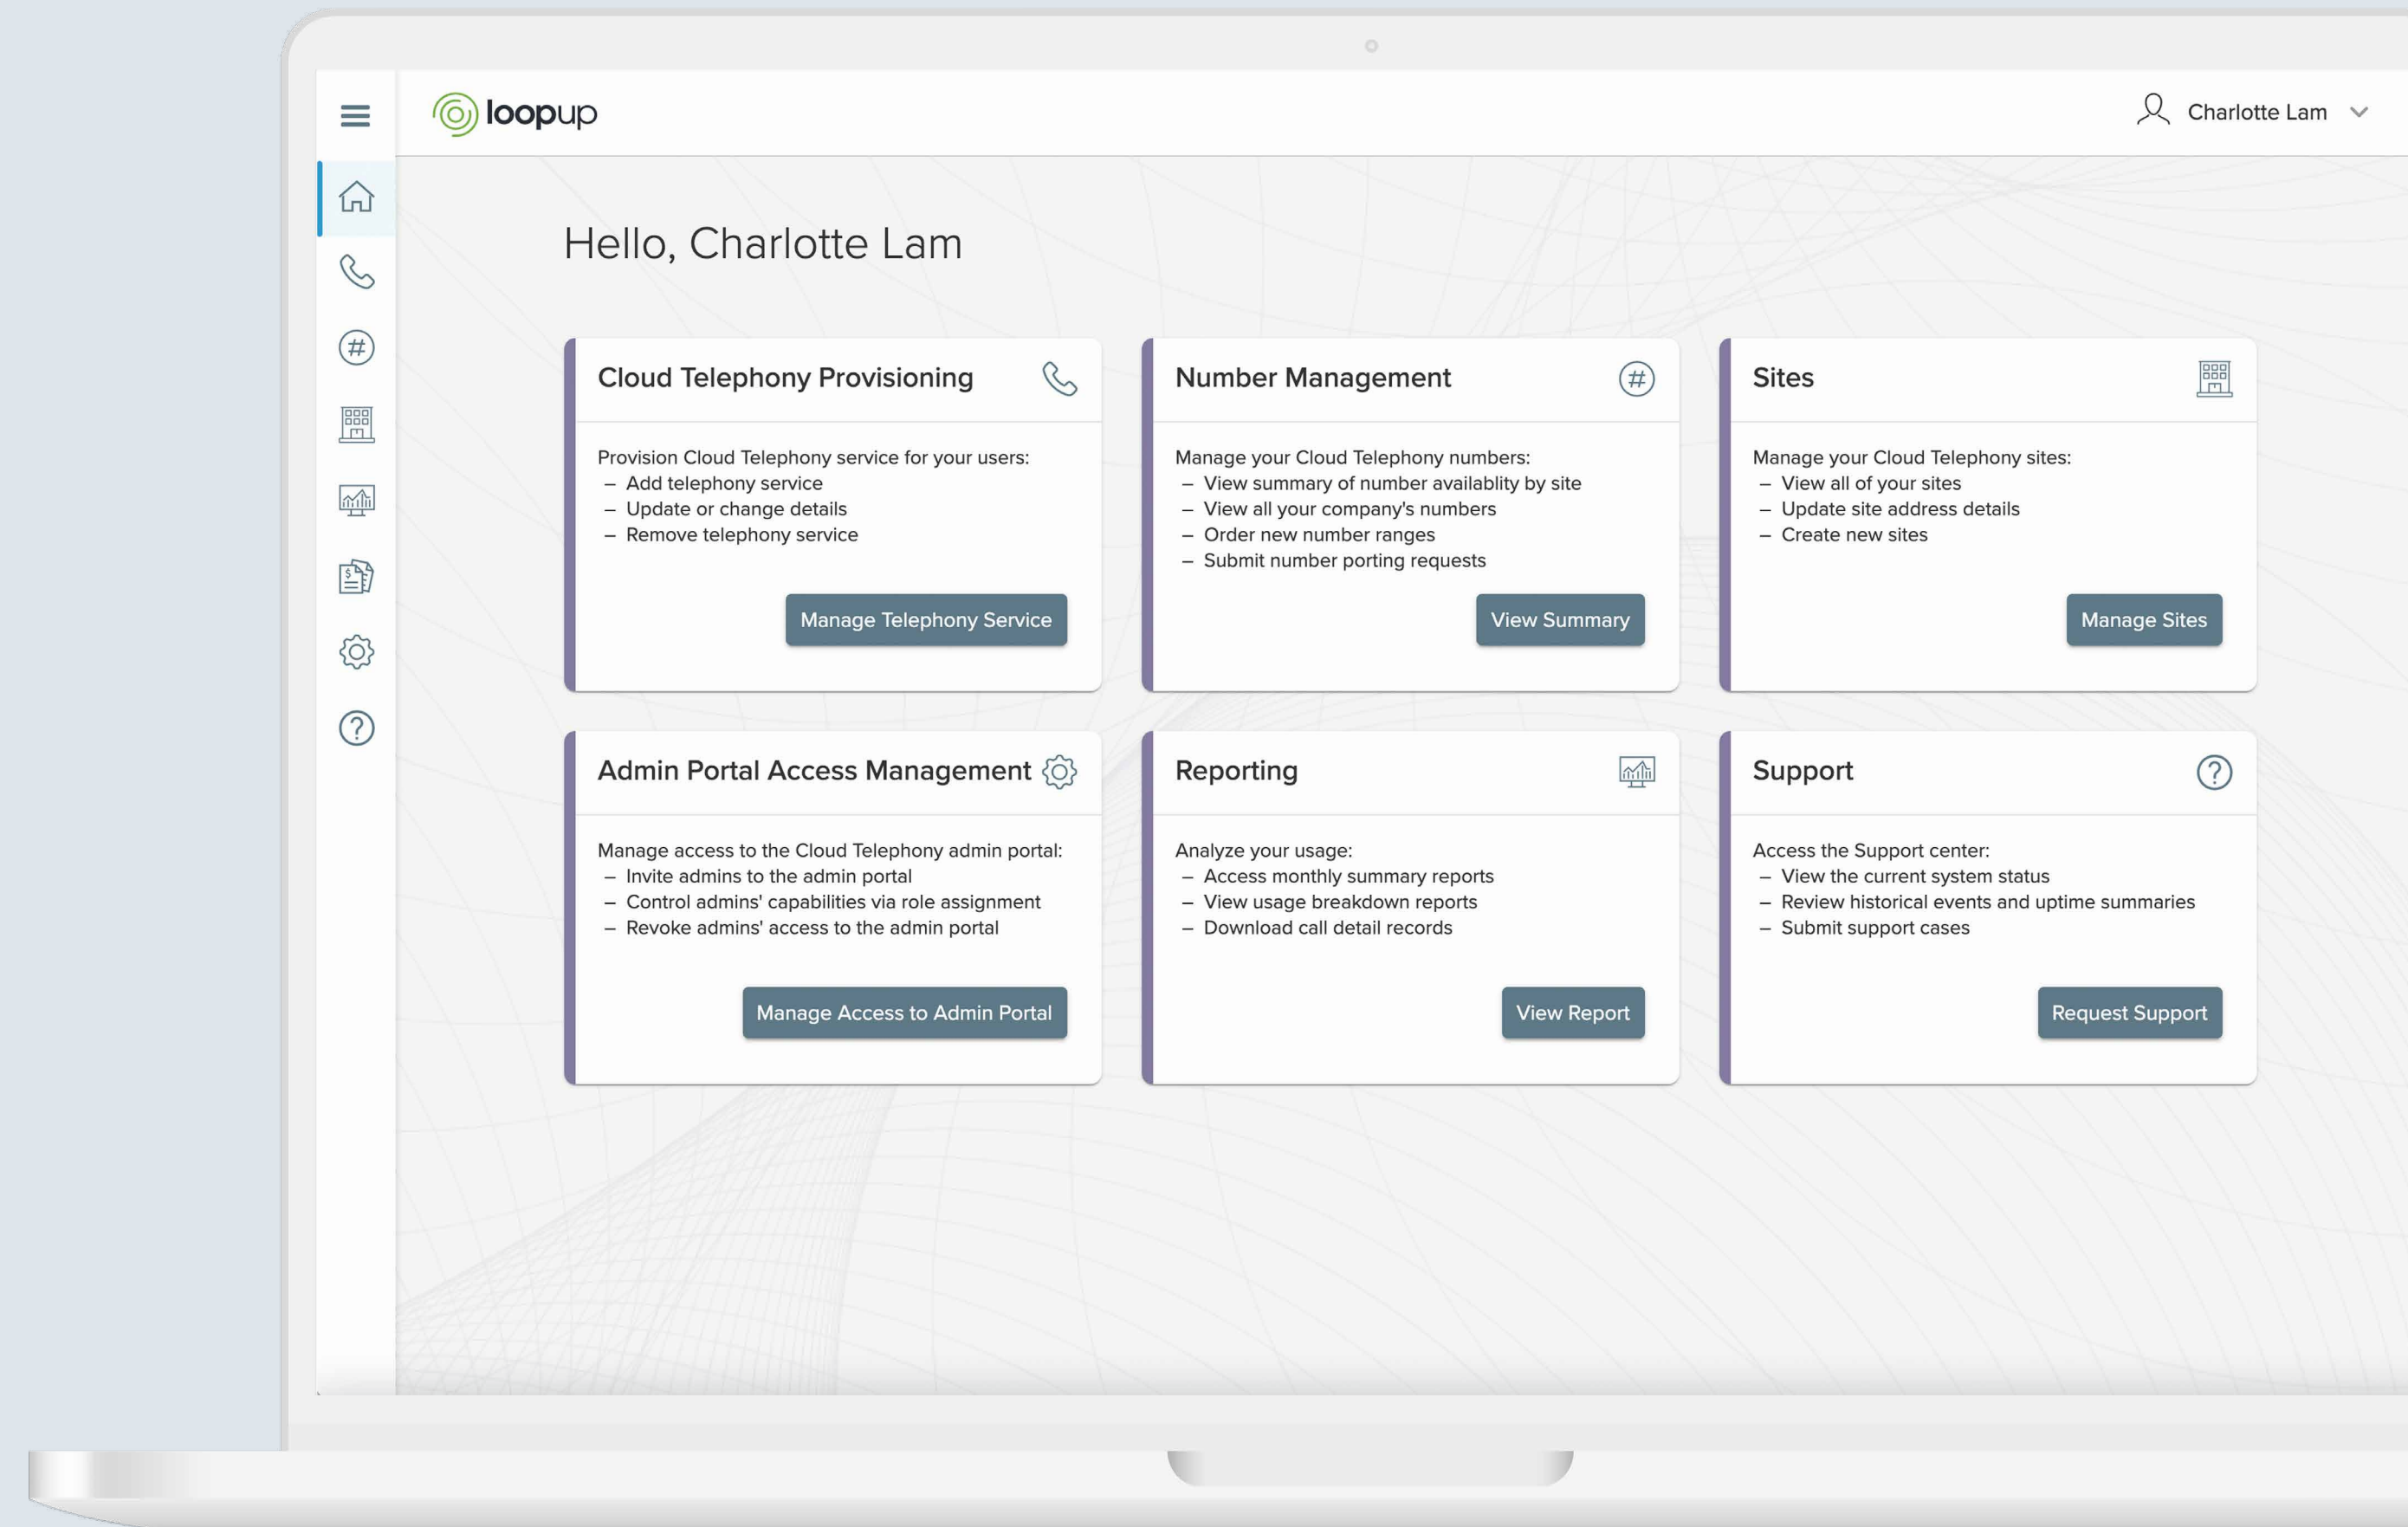 loopup
Charlotte Lam
Hello, Charlotte Lam
Cloud Telephony Provisioning
Provision Cloud Telephony service for your users:
– Add telephony service
– Update or change details
– Remove telephony service
Manage Telephony Service
Number Management
#
Manage your Cloud Telephony numbers:
– View summary of number availablity by site
– View all your company's numbers
– Order new number ranges
– Submit number porting requests
View Summary
Sites
Manage your Cloud Telephony sites:
– View all of your sites
– Update site address details
– Create new sites
Manage Sites
Admin Portal Access Management
Manage access to the Cloud Telephony admin portal:
– Invite admins to the admin portal
– Control admins' capabilities via role assignment
– Revoke admins' access to the admin portal
Manage Access to Admin Portal
Reporting
Analyze your usage:
– Access monthly summary reports
– View usage breakdown reports
– Download call detail records
View Report
Support
?
Access the Support center:
– View the current system status
– Review historical events and uptime summaries
– Submit support cases
Request Support